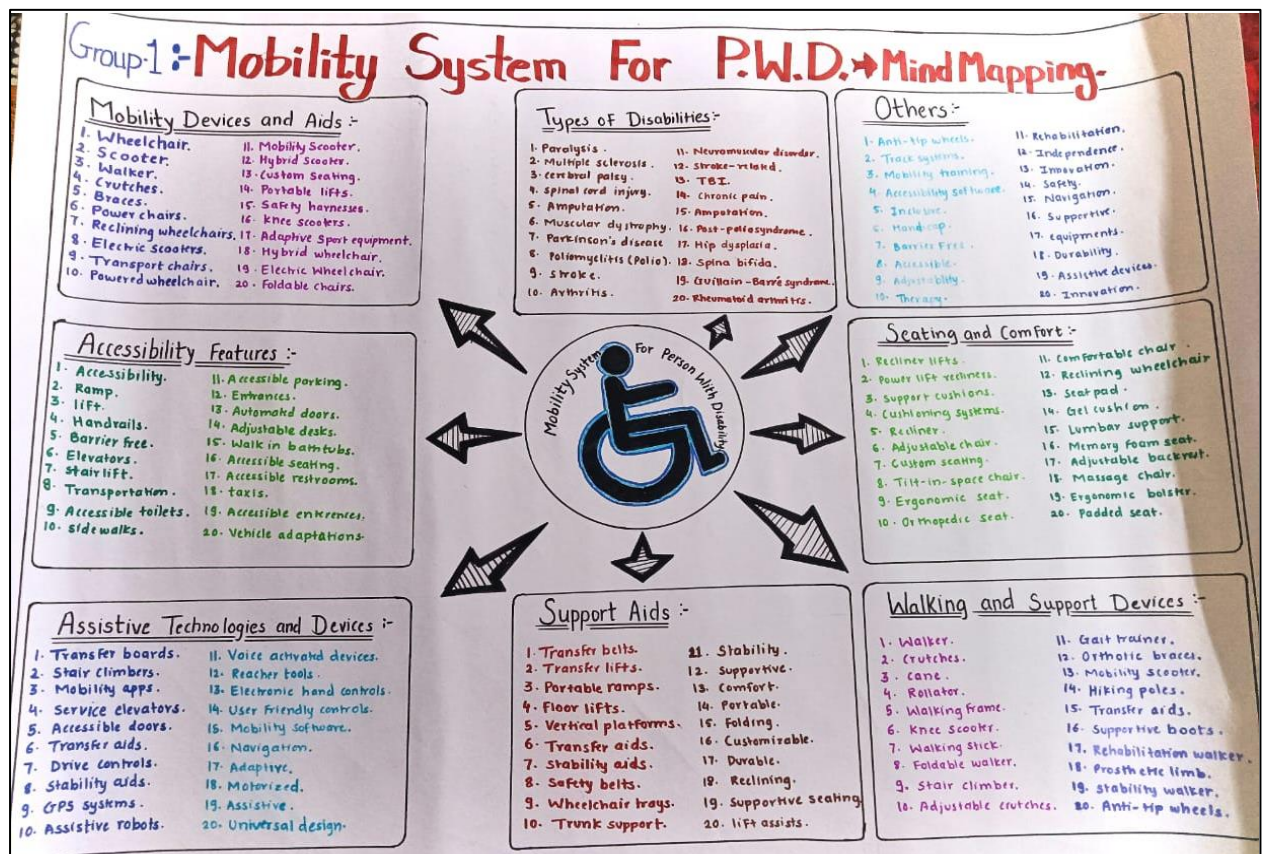 Group-1:- Mobility System For P.W.D. → Mind Mapping-
Mobility Devices and Aids :-
1. Wheelchair.
2. Scooter.
3. Walker.
4. Crutches.
5. Braces.
6. Power chairs.
7. Reclining wheelchairs.
8. Electric scooters.
9. Transport chairs.
10. Powered wheelchair.
11. Mobility Scooter.
12. Hybrid Scooter.
13. Custom Seating.
14. Portable lifts.
15. Safety harnesses.
16. Knee scooters.
17. Adaptive Sport equipment.
18. Hybrid wheelchair.
19. Electric Wheelchair.
20. Foldable chairs.
Types of Disabilities:-
1. Paralysis.
2. Multiple sclerosis.
3. cerebral palsy.
4. spinal cord injury.
5. Amputation.
6. Muscular dystrophy.
7. Parkinson's disease
8. Poliomyelitis (Polio).
9. stroke.
10. Arthritis.
11. Neuromuscular disorder.
12. Stroke-related.
13. TBI.
14. Chronic pain.
15. Amputation.
16. Post-polio syndrome.
17. Hip dysplasia.
18. Spina bifida.
19. Guillain-Barré syndrome.
20. Rheumatoid arthritis.
Others:-
1. Anti-tip wheels.
2. Track systems.
3. Mobility training.
4. Accessibility software.
5. Inclusive.
6. Handicap.
7. Barrier Free.
8. Accessible.
9. Adjustability.
10. Therapy.
11. Rehabilitation.
12. Independence.
13. Innovation.
14. Safety.
15. Navigation.
16. Supportive.
17. equipments.
18. Durability.
19. Assistive devices.
20. Innovation.
Accessibility Features :-
1. Accessibility.
2. Ramp.
3. lift.
4. Handrails.
5. Barrier free.
6. Elevators.
7. Stairlift.
8. Transportation.
9. Accessible toilets.
10. Sidewalks.
11. Accessible parking.
12. Entrances.
13. Automatd doors.
14. Adjustable desks.
15. Walk in bathtubs.
16. Accessible seating.
17. Accessible restrooms.
18. taxis.
19. Accessible enterences.
20. Vehicle adaptations
Mobility System For Person With Disability
Seating and Comfort :-
1. Recliner lifts.
2. Power lift recliners.
3. Support cushions.
4. Cushioning systems.
5. Recliner.
6. Adjustable chair.
7. Custom seating.
8. Tilt-in-space chair.
9. Ergonomic seat.
10. Orthopedic seat.
11. Comfortable chair.
12. Reclining wheelchair
13. Seat pad.
14. Gel cushion.
15. Lumbar support.
16. Memory foam seat.
17. Adjustable backrest.
18. Massage chair.
19. Ergonomic bolster.
20. Padded seat.
Assistive Technologies and Devices :-
1. Transfer boards.
2. Stair climbers.
3. Mobility apps.
4. Service elevators.
5. Accessible doors.
6. Transfer aids.
7. Drive controls.
8. Stability aids.
9. GPS systems.
10. Assistive robots.
11. Voice activatd devices.
12. Reacher tools.
13. Electronic hand controls.
14. User friendly controls.
15. Mobility software.
16. Navigation.
17. Adaptive.
18. Motorized.
19. Assistive.
20. Universal design.
Support Aids :-
1. Transfer belts.
2. Transfer lifts.
3. Portable ramps.
4. Floor lifts.
5. Vertical platforms.
6. Transfer aids.
7. Stability aids.
8. Safety belts.
9. Wheelchair trays.
10. Trunk support.
11. Stability.
12. Supportive.
13. Comfort.
14. Portable.
15. Folding.
16. Customizable.
17. Durable.
18. Reclining.
19. Supportive seating
20. lift assists.
Walking and Support Devices :-
1. Walker.
2. Crutches.
3. Cane.
4. Rollator.
5. Walking frame.
6. Knee scooter.
7. Walking stick.
8. Foldable walker.
9. Stair climber.
10. Adjustable crutches.
11. Gait trainer.
12. Orthotic braces.
13. Mobility scooter.
14. Hiking poles.
15. Transfer aids.
16. Supportive boots.
17. Rehabilitation walker.
18. Prosthetic limb.
19. stability walker.
20. Anti-tip wheels.